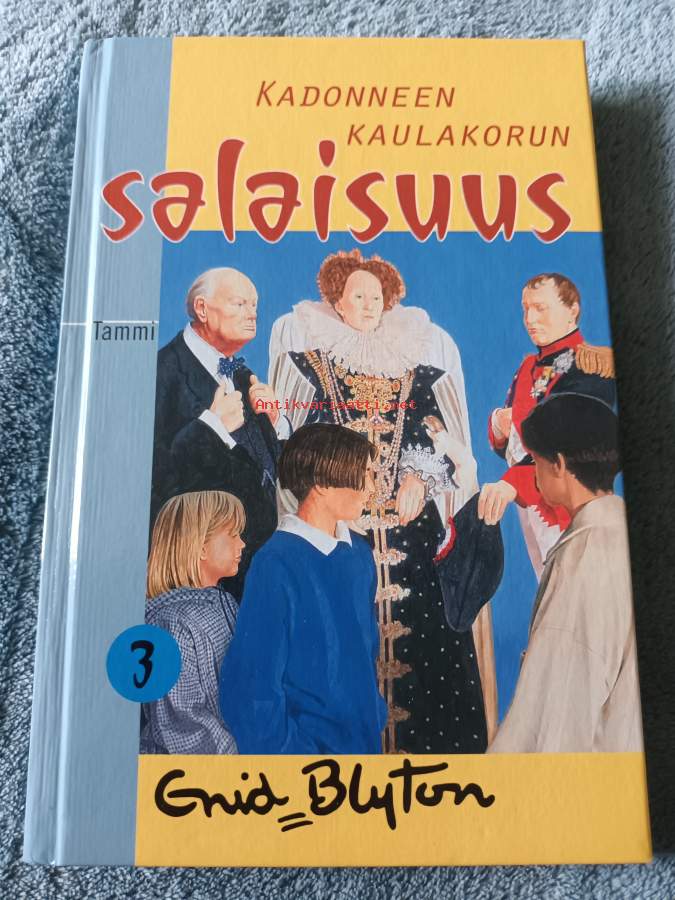 KADONNEEN
KAULAKORUN
salaisuus
Tammi
Antikvariaatti.net
3
Enid Blyton